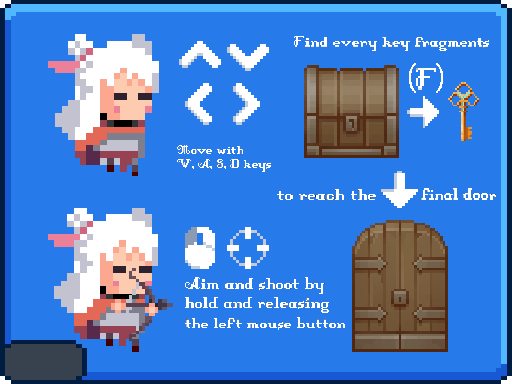 Find every key fragments
(F)
Move with
W, A, S, D keys
to reach the final door
Aim and shoot by
hold and releasing
the left mouse button